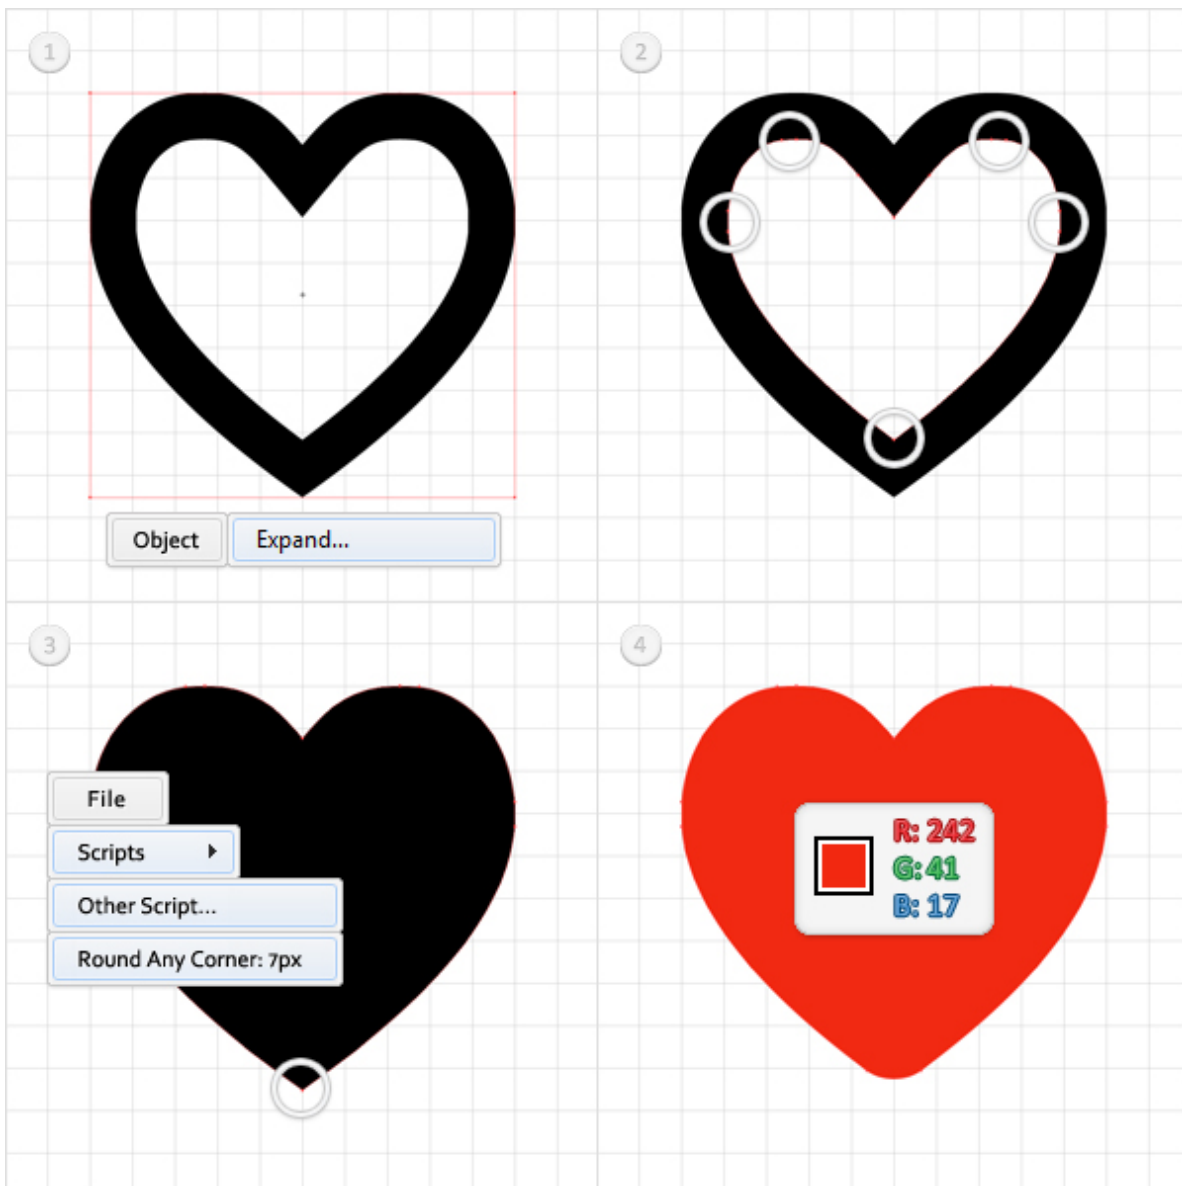 1
2
Object Expand...
3
4
File
Scripts
Other Script...
Round Any Corner: 7px
R: 242
G: 41
B: 17